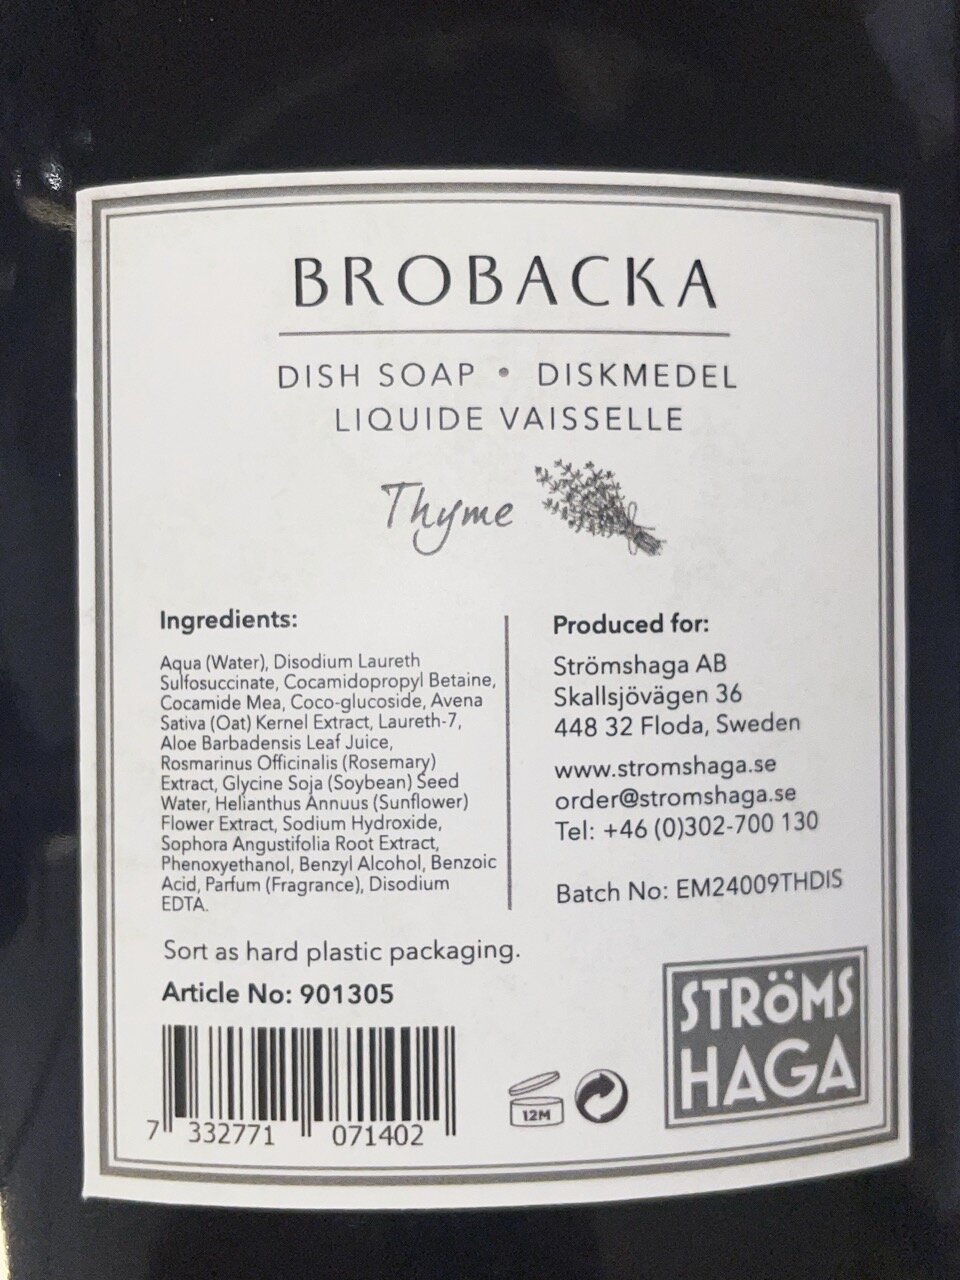 BROBACKA
DISH SOAP • DISKMEDEL
LIQUIDE VAISSELLE
Thyme
Ingredients:
Aqua (Water), Disodium Laureth
Sulfosuccinate, Cocamidopropyl Betaine,
Cocamide Mea, Coco-glucoside, Avena
Sativa (Oat) Kernel Extract, Laureth-7,
Aloe Barbadensis Leaf Juice,
Rosmarinus Officinalis (Rosemary)
Extract, Glycine Soja (Soybean) Seed
Water, Helianthus Annuus (Sunflower)
Flower Extract, Sodium Hydroxide,
Sophora Angustifolia Root Extract,
Phenoxyethanol, Benzyl Alcohol, Benzoic
Acid, Parfum (Fragrance), Disodium
EDTA.
Produced for:
Strömshaga AB
Skallsjövägen 36
448 32 Floda, Sweden
www.stromshaga.se
order@stromshaga.se
Tel: +46 (0)302-700 130
Batch No: EM24009THDIS
Sort as hard plastic packaging.
Article No: 901305
7 332771 071402
12M
STRÖMS
HAGA